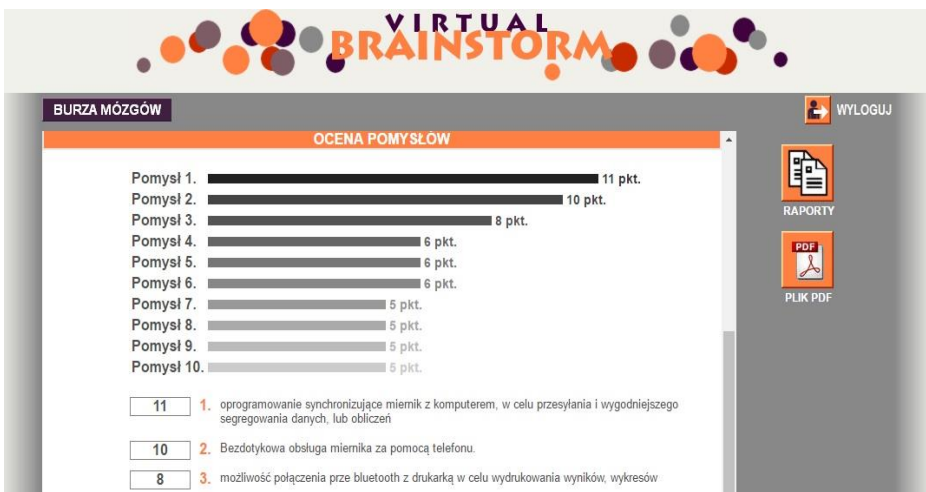 VIRTUAL
BRAINSTORM
BURZA MÓZGÓW
WYLOGUJ
OCENA POMYSŁÓW
Pomysł 1. 11 pkt.
Pomysł 2. 10 pkt.
Pomysł 3. 8 pkt.
Pomysł 4. 6 pkt.
Pomysł 5. 6 pkt.
Pomysł 6. 6 pkt.
Pomysł 7. 5 pkt.
Pomysł 8. 5 pkt.
Pomysł 9. 5 pkt.
Pomysł 10. 5 pkt.
RAPORTY
PDF
PLIK PDF
11 1. oprogramowanie synchronizujące miernik z komputerem, w celu przesyłania i wygodniejszego
segregowania danych, lub obliczeń
10 2. Bezdotykowa obsługa miernika za pomocą telefonu.
8 3. możliwość połączenia prze bluetooth z drukarką w celu wydrukowania wyników, wykresów